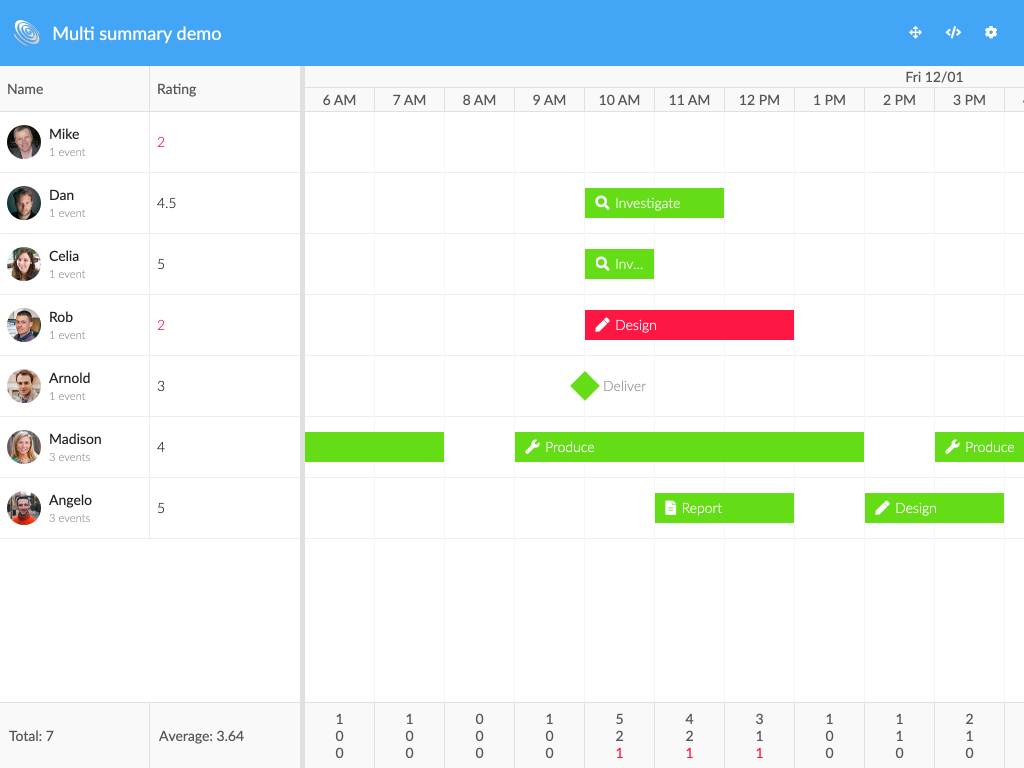 Multi summary demo
Name
Rating
Fri 12/01
6 AM 7 AM 8 AM 9 AM 10 AM 11 AM 12 PM 1 PM 2 PM 3 PM
Mike
1 event
2
Dan
1 event
4.5
Investigate
Celia
1 event
5
Inv...
Rob
1 event
2
Design
Arnold
1 event
3
Deliver
Madison
3 events
4
Produce
Produce
Angelo
3 events
5
Report
Design
Total: 7
Average: 3.64
1 1 0 1 5 4 3 1 1 2
0 0 0 0 2 2 1 0 1 1
0 0 0 0 1 1 1 0 0 0